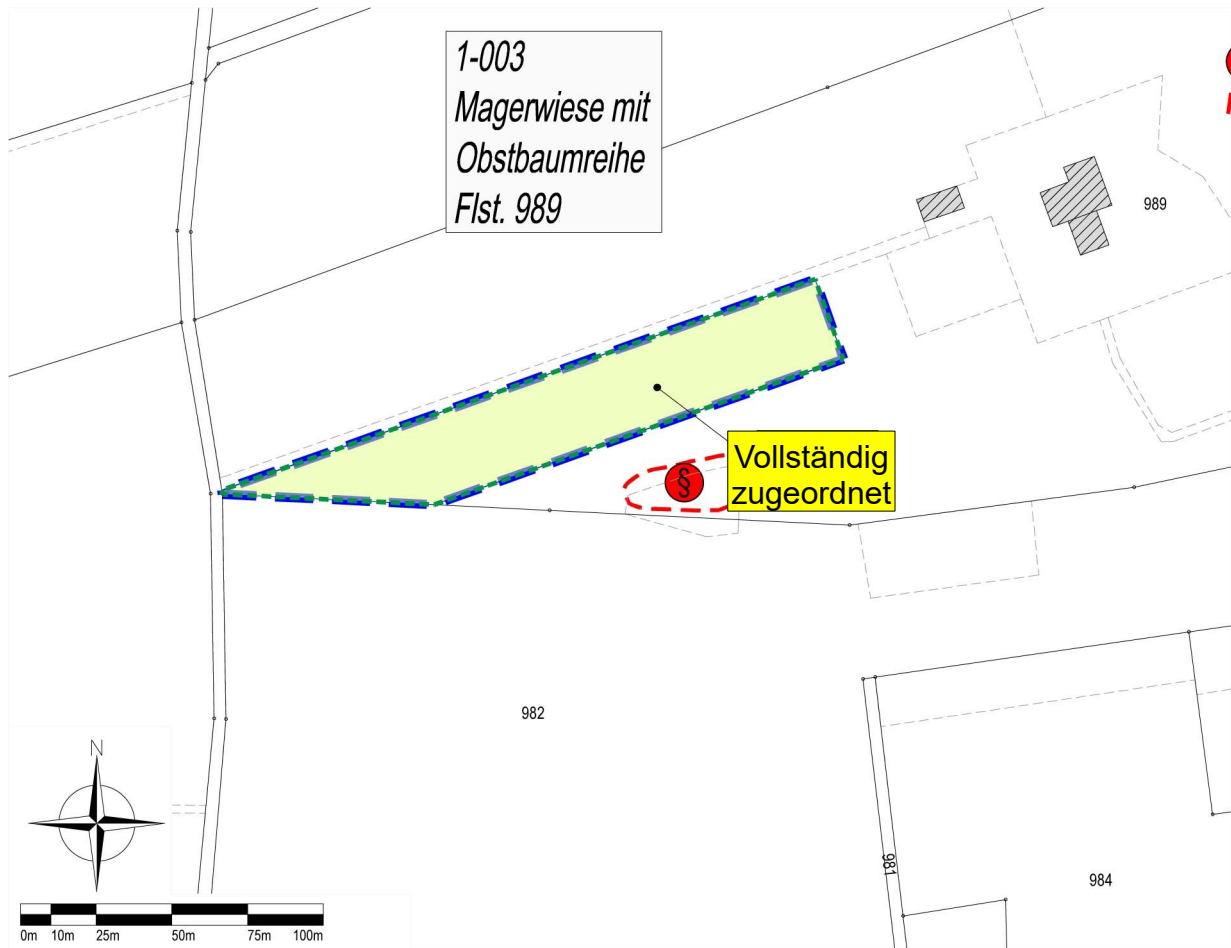 1-003
Magerwiese mit
Obstbaumreihe
Flst. 989
989
Vollständig
zugeordnet
§
982
981
984
N
0m 10m 25m 50m 75m 100m